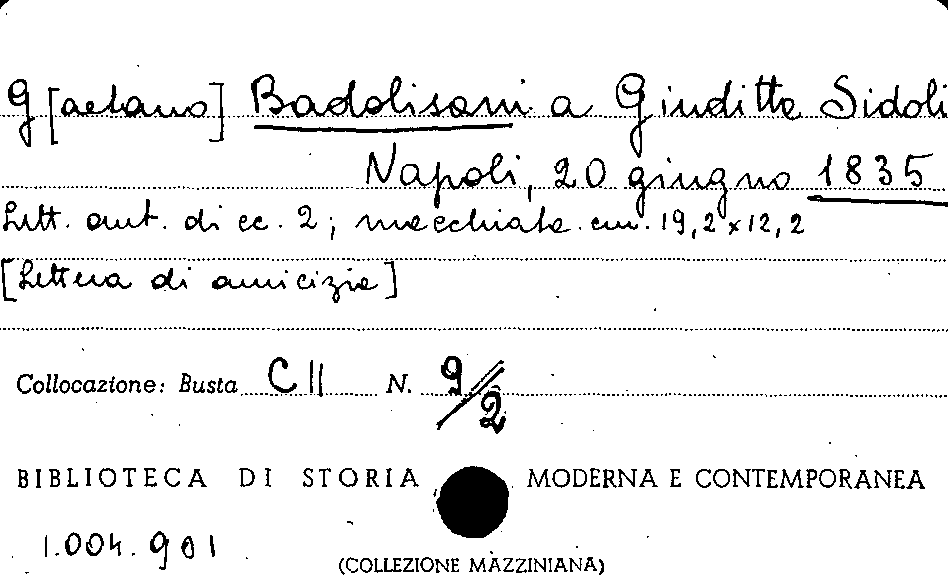 G[aetano] Badolisani a Giuditta Sidoli
Napoli, 20 giugno 1835
Lett. aut. di cc. 2; macchiata. cm. 19,2 x 12,2
[Lettera di amicizia]
Collocazione: Busta C II N. 9/2
BIBLIOTECA DI STORIA MODERNA E CONTEMPORANEA
1.004.901
(COLLEZIONE MAZZINIANA)